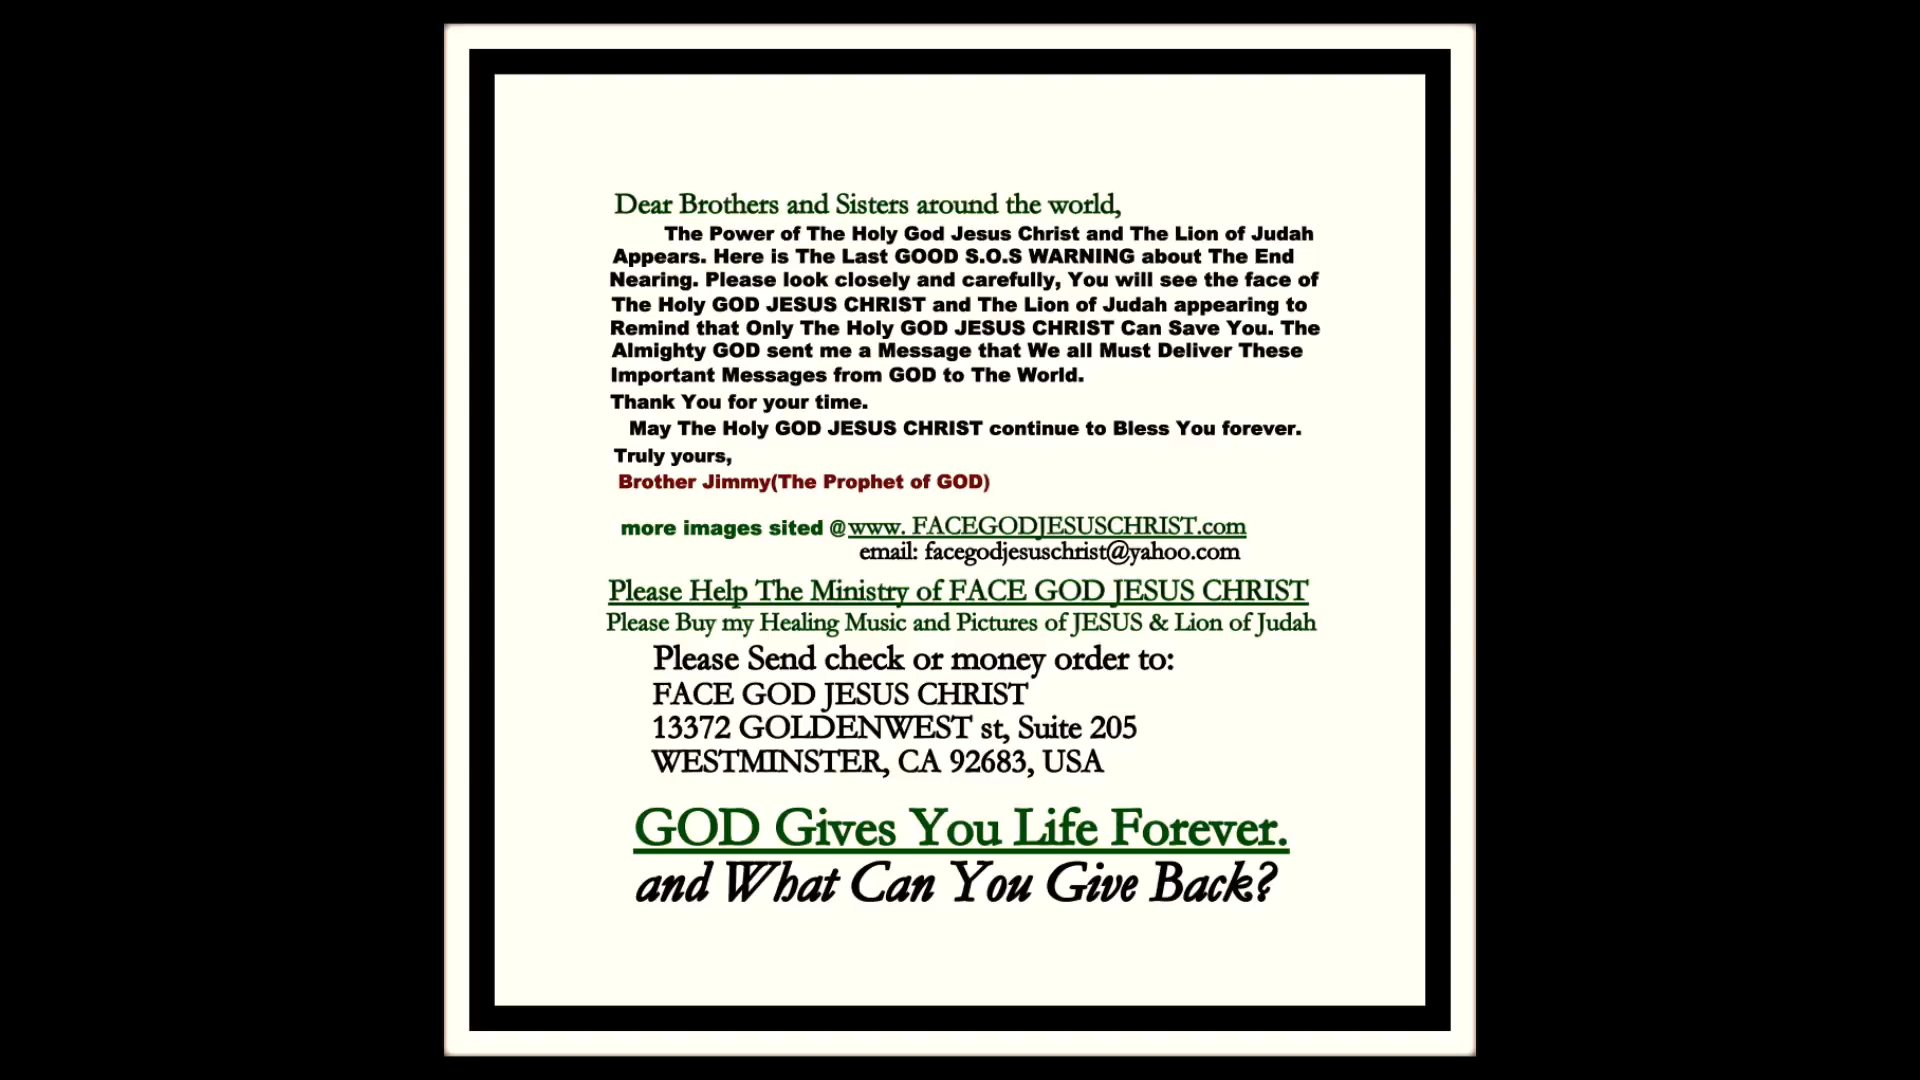 Dear Brothers and Sisters around the world,
The Power of The Holy God Jesus Christ and The Lion of Judah
Appears. Here is The Last GOOD S.O.S WARNING about The End
Nearing. Please look closely and carefully, You will see the face of
The Holy GOD JESUS CHRIST and The Lion of Judah appearing to
Remind that Only The Holy GOD JESUS CHRIST Can Save You. The
Almighty GOD sent me a Message that We all Must Deliver These
Important Messages from GOD to The World.
Thank You for your time.
May The Holy GOD JESUS CHRIST continue to Bless You forever.
Truly yours,
Brother Jimmy(The Prophet of GOD)
more images sited @www. FACEGODJESUSCHRIST.com
email: facegodjesuschrist@yahoo.com
Please Help The Ministry of FACE GOD JESUS CHRIST
Please Buy my Healing Music and Pictures of JESUS & Lion of Judah
Please Send check or money order to:
FACE GOD JESUS CHRIST
13372 GOLDENWEST st, Suite 205
WESTMINSTER, CA 92683, USA
GOD Gives You Life Forever.
and What Can You Give Back?